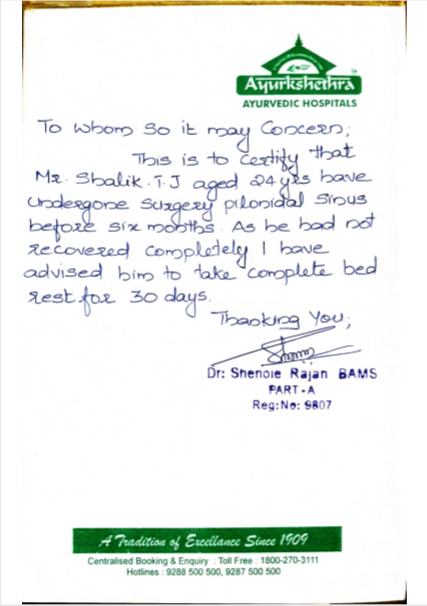 Ayurkshethra
AYURVEDIC HOSPITALS
To whom so it may Concern,
This is to Certify that
Mr. Shalik.T.J aged 24yrs have
undergone surgery pilonidal sinus
before six months. As he had not
recovered completely I have
advised him to take complete bed
rest for 30 days.
Thanking You,
Dr: Shenoie Rajan BAMS
PART-A
Reg:No: 9807
A Tradition of Excellence Since 1909
Centralised Booking & Enquiry : Toll Free : 1800-270-3111
Hotlines : 9288 500 500, 9287 500 500